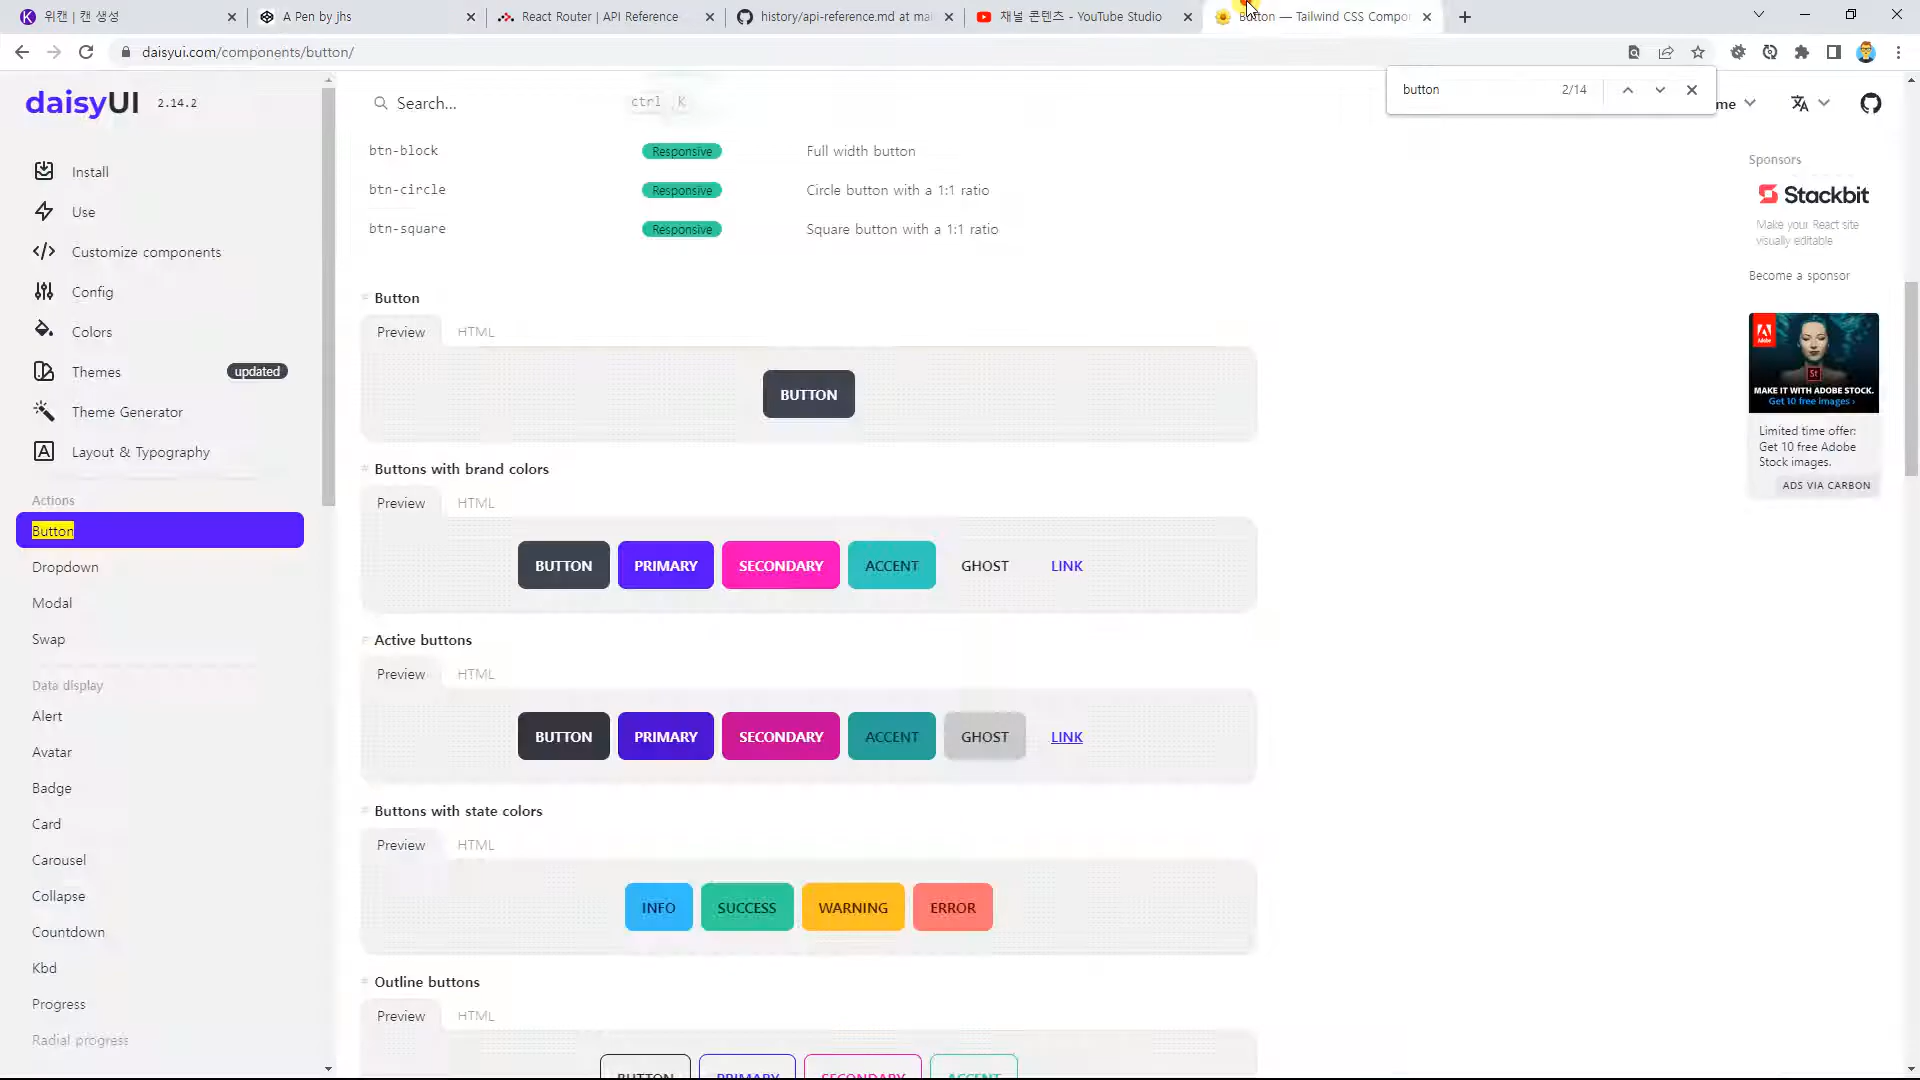 위캔 | 캔 생성
A Pen by jhs
React Router | API Reference
history/api-reference.md at mai
채널 콘텐츠 - YouTube Studio
Button — Tailwind CSS Compo
daisyui.com/components/button/
button
2/14
daisyUI
2.14.2
Search...
ctrl
K
me
Install
Use
Customize components
Config
Colors
Themes
updated
Theme Generator
Layout & Typography
Actions
Button
Dropdown
Modal
Swap
Data display
Alert
Avatar
Badge
Card
Carousel
Collapse
Countdown
Kbd
Progress
Radial progress
btn-block
Responsive
Full width button
btn-circle
Responsive
Circle button with a 1:1 ratio
btn-square
Responsive
Square button with a 1:1 ratio
# Button
Preview
HTML
BUTTON
# Buttons with brand colors
Preview
HTML
BUTTON
PRIMARY
SECONDARY
ACCENT
GHOST
LINK
# Active buttons
Preview
HTML
BUTTON
PRIMARY
SECONDARY
ACCENT
GHOST
LINK
# Buttons with state colors
Preview
HTML
INFO
SUCCESS
WARNING
ERROR
# Outline buttons
Preview
HTML
BUTTON
PRIMARY
SECONDARY
ACCENT
Sponsors
Stackbit
Make your React site
visually editable
Become a sponsor
Adobe
St
MAKE IT WITH ADOBE STOCK.
Get 10 free images ›
Limited time offer:
Get 10 free Adobe
Stock images.
ADS VIA CARBON